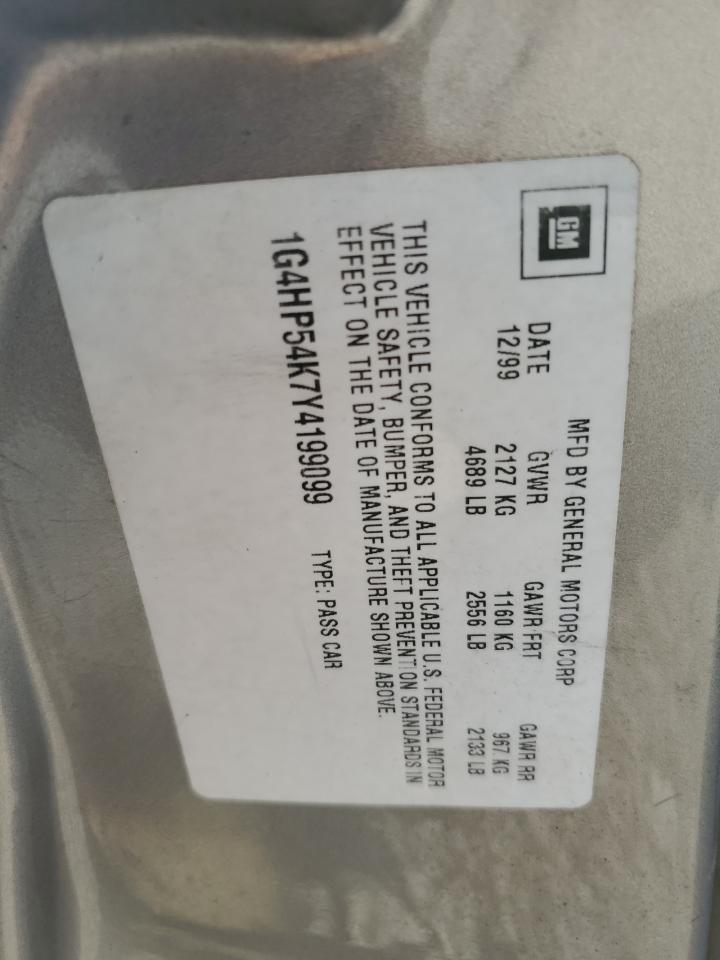 GM
MFD BY GENERAL MOTORS CORP
DATE GVWR GAWR FRT GAWR RR
12/99 2127 KG 1160 KG 967 KG
4689 LB 2556 LB 2133 LB
THIS VEHICLE CONFORMS TO ALL APPLICABLE U.S. FEDERAL MOTOR
VEHICLE SAFETY, BUMPER, AND THEFT PREVENTION STANDARDS IN
EFFECT ON THE DATE OF MANUFACTURE SHOWN ABOVE.
1G4HP54K7Y4199099 TYPE: PASS CAR